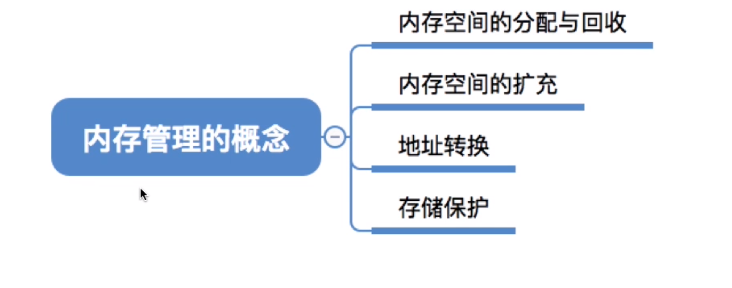 内存管理的概念
内存空间的分配与回收
内存空间的扩充
地址转换
存储保护